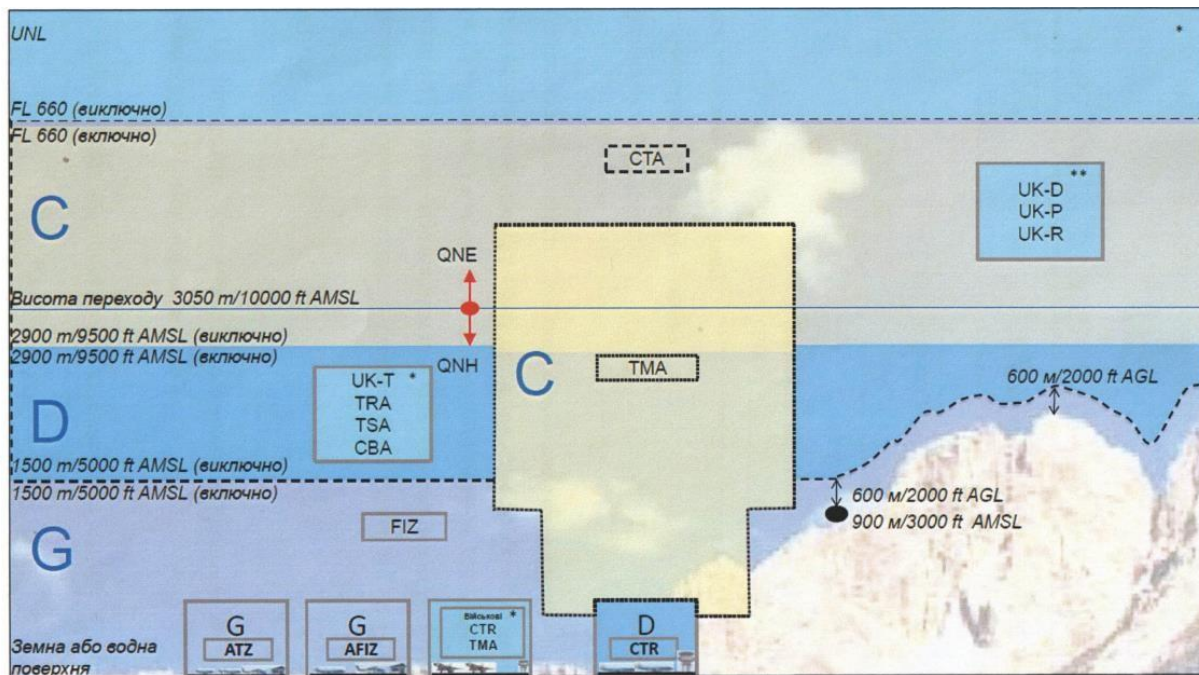 UNL
*
FL 660 (виключно)
FL 660 (включно)
CTA
C
**
UK-D
UK-P
UK-R
QNE
Висота переходу 3050 m/10000 ft AMSL
2900 m/9500 ft AMSL (виключно)
2900 m/9500 ft AMSL (включно)
QNH
C
TMA
600 м/2000 ft AGL
UK-T *
TRA
TSA
CBA
D
1500 m/5000 ft AMSL (виключно)
1500 m/5000 ft AMSL (включно)
600 м/2000 ft AGL
900 м/3000 ft AMSL
FIZ
G
G
ATZ
G
AFIZ
Військові *
CTR
TMA
D
CTR
Земна або водна
поверхня